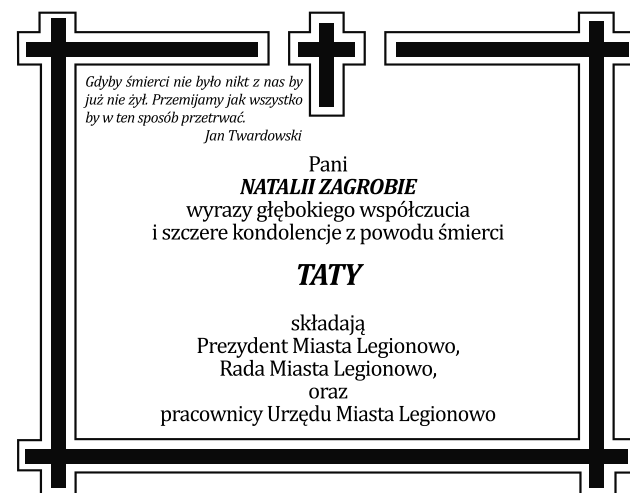 Gdyby śmierci nie było nikt z nas by
już nie żył. Przemijamy jak wszystko
by w ten sposób przetrwać.
Jan Twardowski
Pani
NATALII ZAGROBIE
wyrazy głębokiego współczucia
i szczere kondolencje z powodu śmierci
TATY
składają
Prezydent Miasta Legionowo,
Rada Miasta Legionowo,
oraz
pracownicy Urzędu Miasta Legionowo